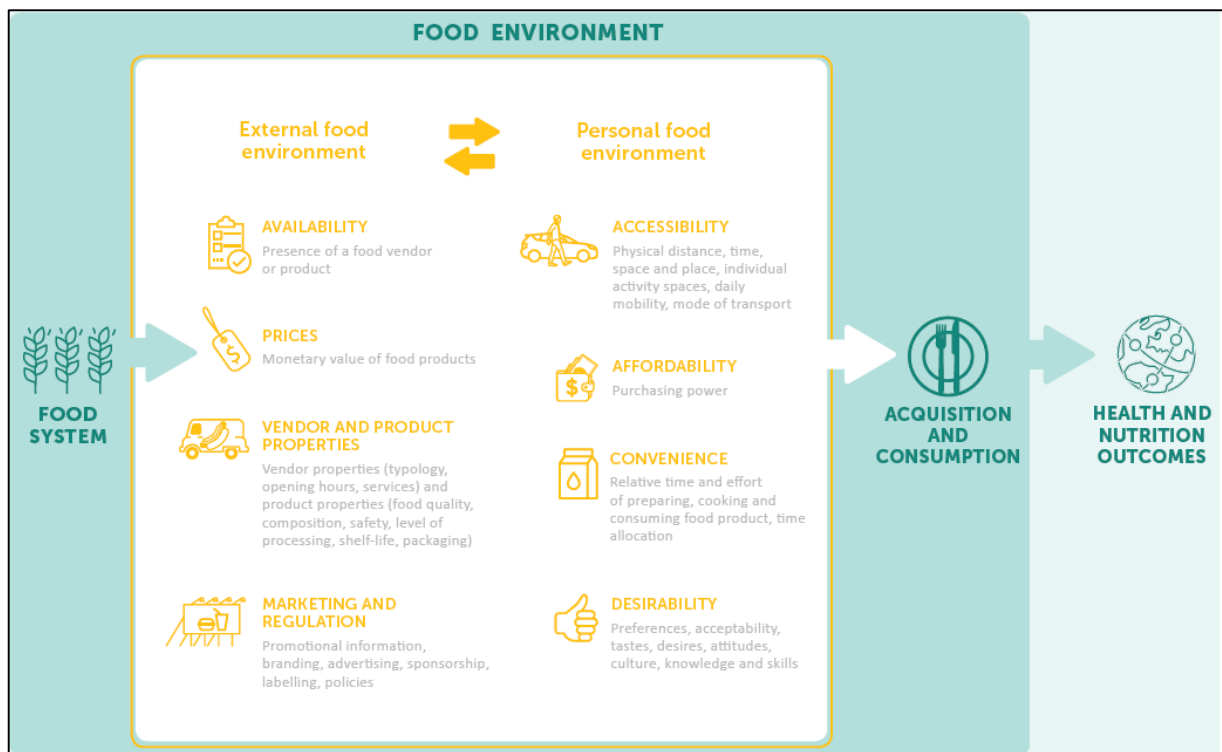 FOOD ENVIRONMENT
External food
environment
Personal food
environment
AVAILABILITY
Presence of a food vendor
or product
PRICES
Monetary value of food products
VENDOR AND PRODUCT
PROPERTIES
Vendor properties (typology,
opening hours, services) and
product properties (food quality,
composition, safety, level of
processing, shelf-life, packaging)
MARKETING AND
REGULATION
Promotional information,
branding, advertising, sponsorship,
labelling, policies
ACCESSIBILITY
Physical distance, time,
space and place, individual
activity spaces, daily
mobility, mode of transport
AFFORDABILITY
Purchasing power
CONVENIENCE
Relative time and effort
of preparing, cooking and
consuming food product, time
allocation
DESIRABILITY
Preferences, acceptability,
tastes, desires, attitudes,
culture, knowledge and skills
FOOD
SYSTEM
ACQUISITION
AND
CONSUMPTION
HEALTH AND
NUTRITION
OUTCOMES